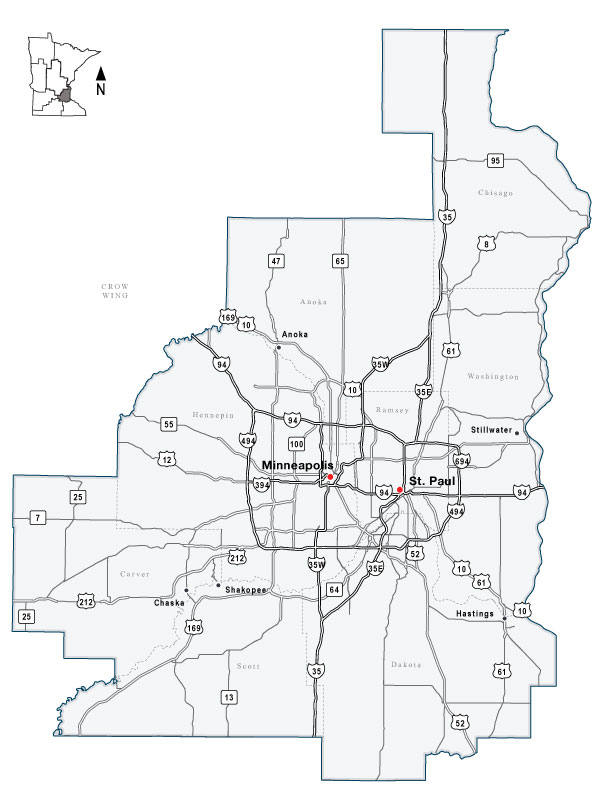 N
95
Chisago
35
8
47
65
CROW
WING
Anoka
169
10
Anoka
61
94
35W
Washington
10
35E
Hennepin
Ramsey
55
94
Stillwater
494
100
12
694
Minneapolis
394
St. Paul
94
94
25
494
7
212
52
35W
35E
10
Carver
61
64
Shakopee
212
Chaska
10
25
Hastings
169
Scott
Dakota
35
61
13
52